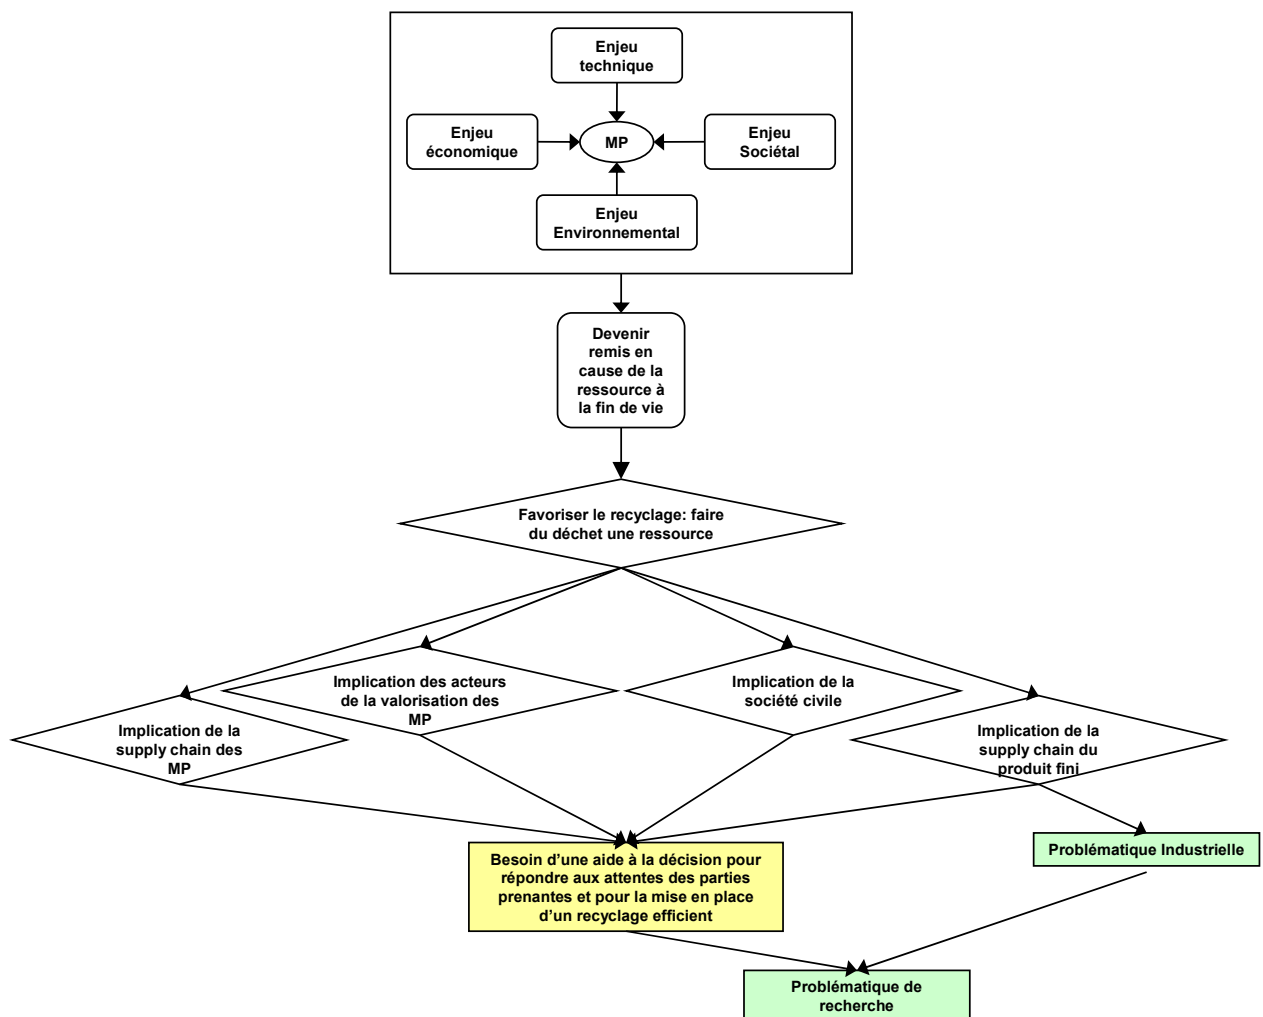 Enjeu
technique
Enjeu
économique
MP
Enjeu
Sociétal
Enjeu
Environnemental
Devenir
remis en
cause de la
ressource à
la fin de vie
Favoriser le recyclage: faire
du déchet une ressource
Implication de la
supply chain des
MP
Implication des acteurs
de la valorisation des
MP
Implication de la
société civile
Implication de la
supply chain du
produit fini
Besoin d’une aide à la décision pour
répondre aux attentes des parties
prenantes et pour la mise en place
d’un recyclage efficient
Problématique Industrielle
Problématique de
recherche